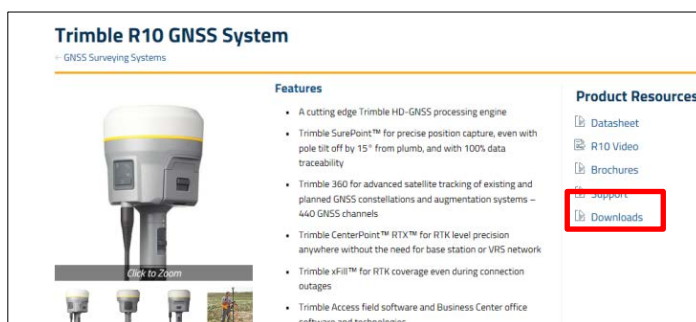 Trimble R10 GNSS System
← GNSS Surveying Systems
Features
• A cutting edge Trimble HD-GNSS processing engine
• Trimble SurePoint™ for precise position capture, even with
pole tilt off by 15° from plumb, and with 100% data
traceability
• Trimble 360 for advanced satellite tracking of existing and
planned GNSS constellations and augmentation systems –
440 GNSS channels
• Trimble CenterPoint™ RTX™ for RTK level precision
anywhere without the need for base station or VRS network
• Trimble xFill™ for RTK coverage even during connection
outages
• Trimble Access field software and Business Center office
software and technologies
Click to Zoom
Product Resources
Datasheet
R10 Video
Brochures
Support
Downloads